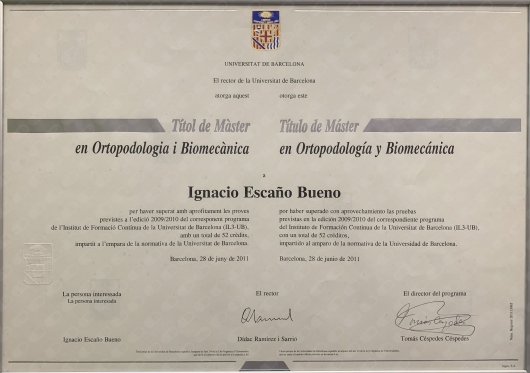 UNIVERSITAT DE BARCELONA
El rector de la Universitat de Barcelona
atorga aquest
otorga este
Títol de Màster
en Ortopodologia i Biomecànica
Título de Máster
en Ortopodología y Biomecánica
a
Ignacio Escaño Bueno
per haver superat amb aprofitament les proves
previstes a l'edició 2009/2010 del corresponent programa
de l'Institut de Formació Contínua de la Universitat de Barcelona (IL3-UB),
amb un total de 52 crèdits,
impartit a l'empara de la normativa de la Universitat de Barcelona.
Barcelona, 28 de juny de 2011
por haber superado con aprovechamiento las pruebas
previstas en la edición 2009/2010 del correspondiente programa
del Instituto de Formación Continua de la Universitat de Barcelona (IL3-UB),
con un total de 52 créditos,
impartido al amparo de la normativa de la Universidad de Barcelona.
Barcelona, 28 de junio de 2011
La persona interessada
La persona interesada
Ignacio Escaño Bueno
El rector
Dídac Ramírez i Sarrió
El director del programa
Tomás Céspedes Céspedes